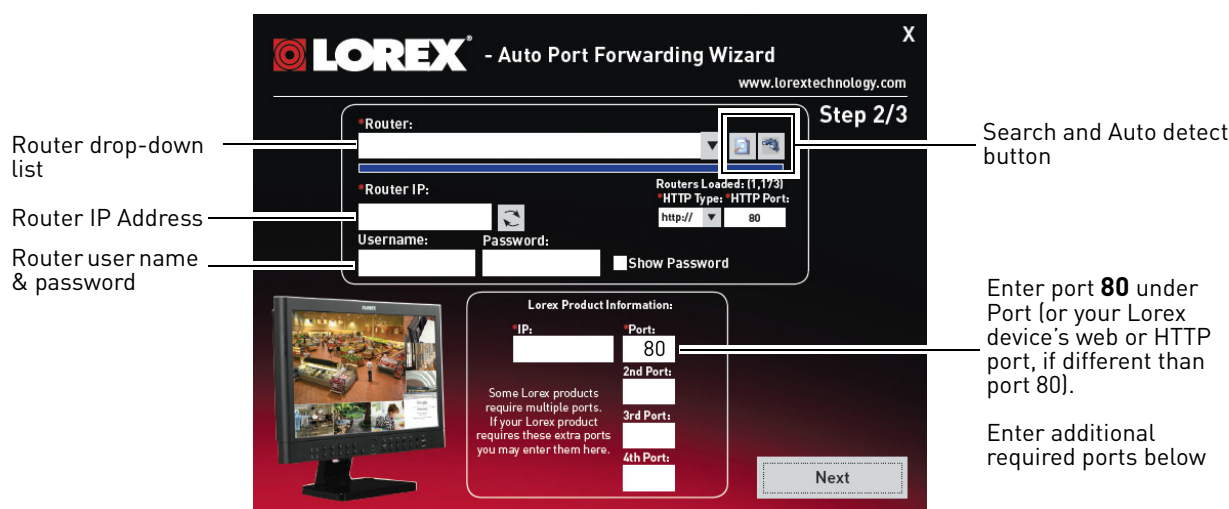 X
LOREX® - Auto Port Forwarding Wizard
www.lorextechnology.com
Step 2/3
*Router:
Routers Loaded: (1,173)
*Router IP:
*HTTP Type: *HTTP Port:
http:// 80
Username: Password:
Show Password
Lorex Product Information:
*IP: *Port:
80
2nd Port:
Some Lorex products
require multiple ports.
If your Lorex product
requires these extra ports
you may enter them here.
3rd Port:
4th Port:
Next
Router drop-down
list
Router IP Address
Router user name
& password
Search and Auto detect
button
Enter port 80 under
Port (or your Lorex
device's web or HTTP
port, if different than
port 80).
Enter additional
required ports below